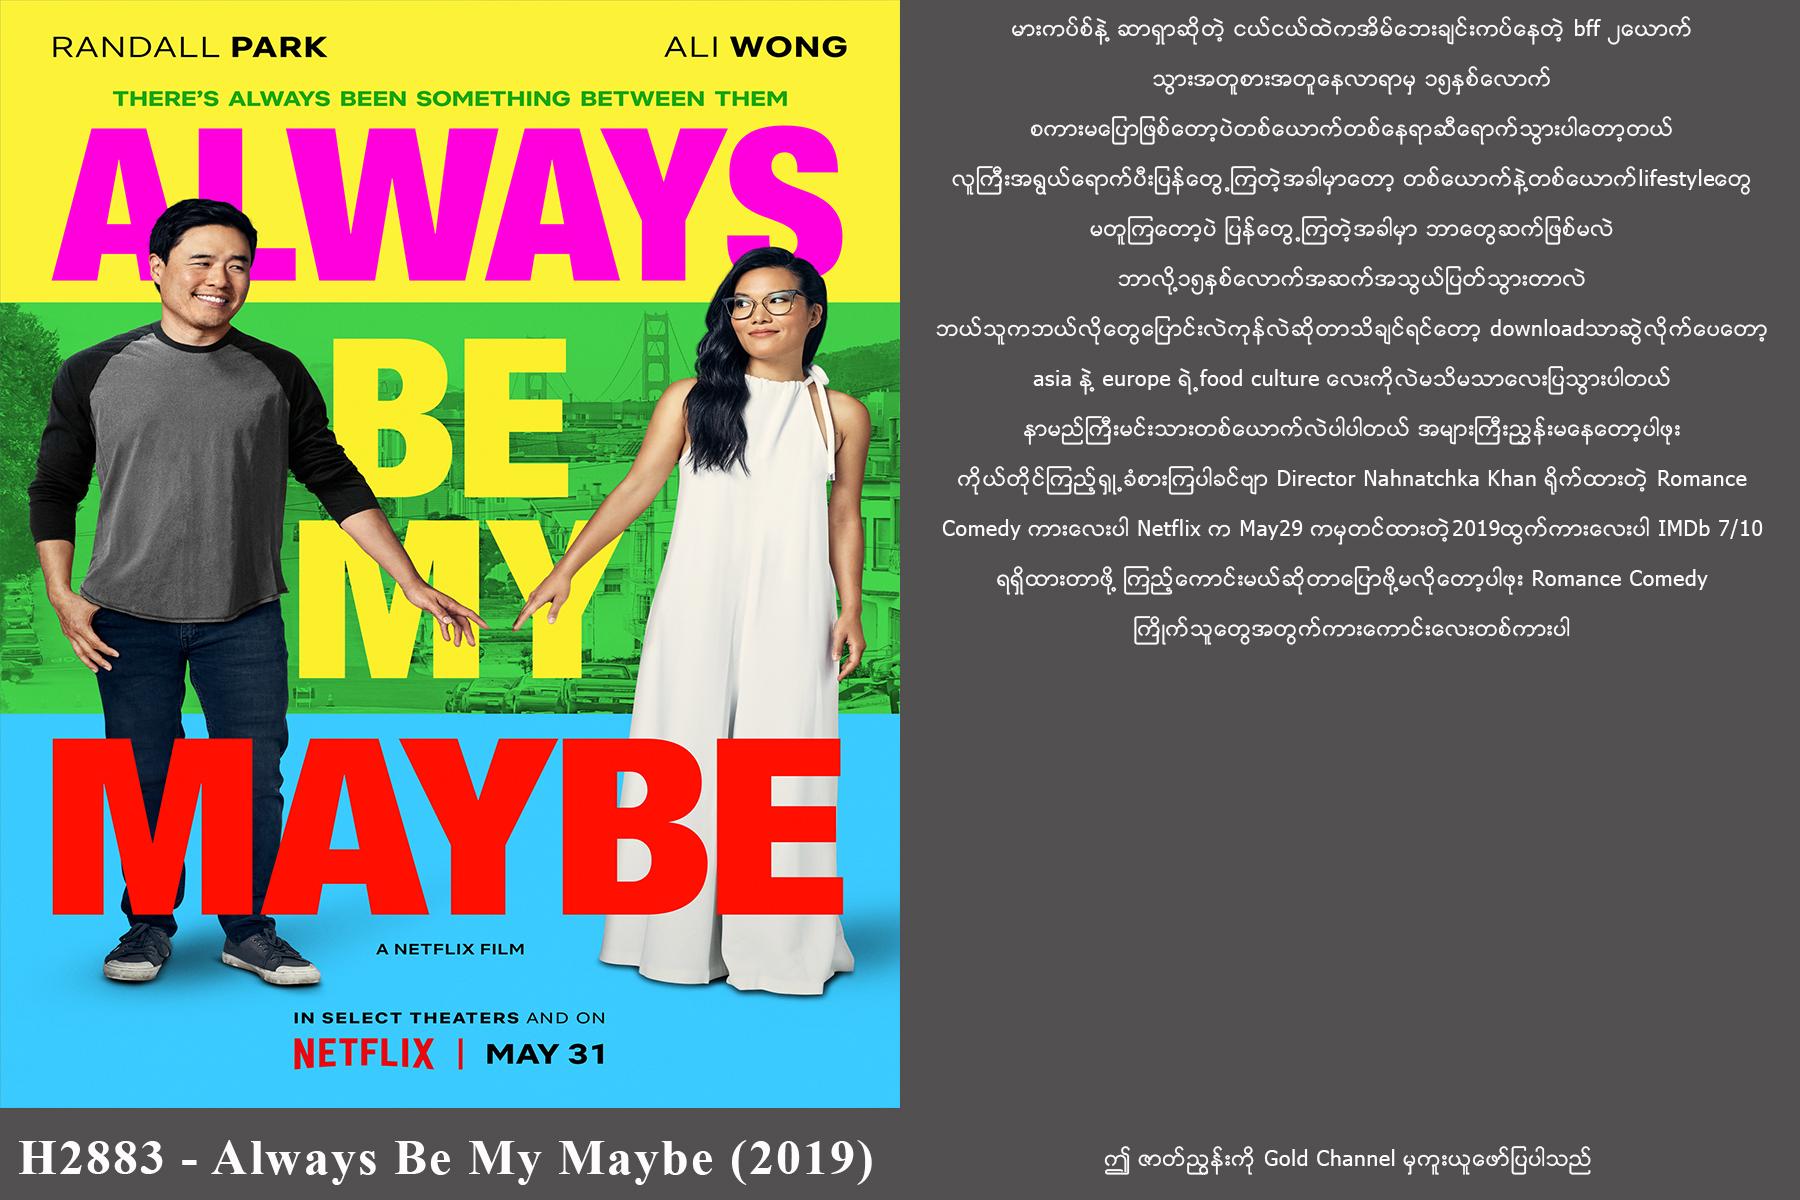 RANDALL PARK
ALI WONG
THERE'S ALWAYS BEEN SOMETHING BETWEEN THEM
ALWAYS
BE
MY
MAYBE
A NETFLIX FILM
IN SELECT THEATERS AND ON
NETFLIX | MAY 31
H2883 - Always Be My Maybe (2019)
မားကပ်စ်နဲ့ ဆာရှာဆိုတဲ့ ငယ်ငယ်ထဲကအိမ်ဘေးချင်းကပ်နေတဲ့ bff ၂ယောက်
သွားအတူစားအတူနေလာရာမှ ၁၅နှစ်လောက်
စကားမပြောဖြစ်တော့ပဲတစ်ယောက်တစ်နေရာဆီရောက်သွားပါတော့တယ်
လူကြီးအရွယ်ရောက်ပီးပြန်တွေ့ကြတဲ့အခါမှာတော့ တစ်ယောက်နဲ့တစ်ယောက်lifestyleတွေ
မတူကြတော့ပဲ ပြန်တွေ့ကြတဲ့အခါမှာ ဘာတွေဆက်ဖြစ်မလဲ
ဘာလို့၁၅နှစ်လောက်အဆက်အသွယ်ပြတ်သွားတာလဲ
ဘယ်သူကဘယ်လိုတွေပြောင်းလဲကုန်လဲဆိုတာသိချင်ရင်တော့ downloadသာဆွဲလိုက်ပေတော့
asia နဲ့ europe ရဲ့ food culture လေးကိုလဲမသိမသာလေးပြသွားပါတယ်
နာမည်ကြီးမင်းသားတစ်ယောက်လဲပါပါတယ် အများကြီးညွှန်းမနေတော့ပါဖုး
ကိုယ်တိုင်ကြည့်ရှု့ခံစားကြပါခင်ဗျာ Director Nahnatchka Khan ရိုက်ထားတဲ့ Romance
Comedy ကားလေးပါ Netflix က May29 ကမှတင်ထားတဲ့2019ထွက်ကားလေးပါ IMDb 7/10
ရရှိထားတာဖို့ ကြည့်ကောင်းမယ်ဆိုတာပြောဖို့မလိုတော့ပါဖုး Romance Comedy
ကြိုက်သူတွေအတွက်ကားကောင်းလေးတစ်ကားပါ
ဤ ဇာတ်ညွှန်းကို Gold Channel မှကူးယူဖော်ပြပါသည်